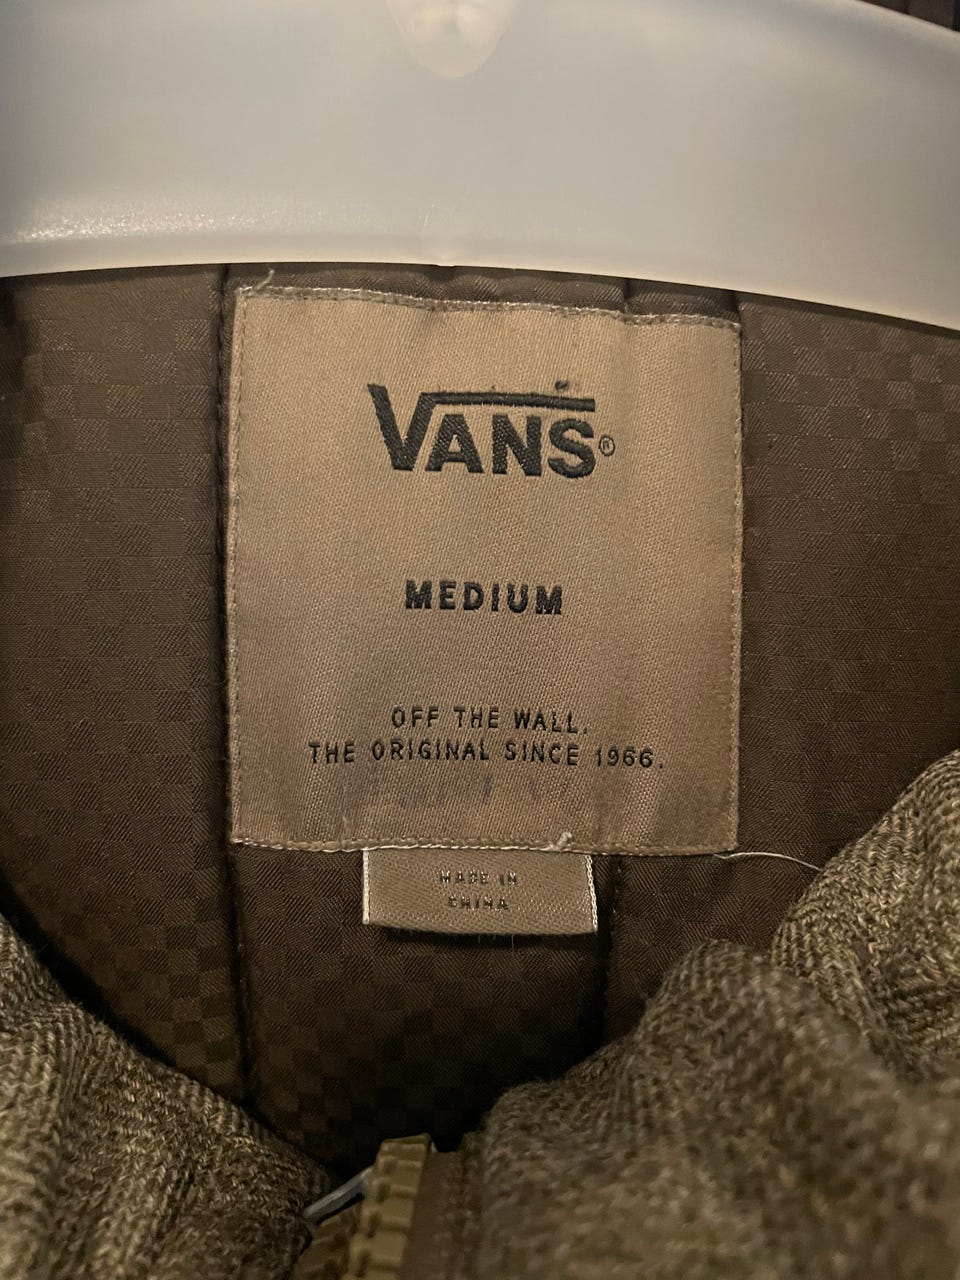 VANS®
MEDIUM
OFF THE WALL.
THE ORIGINAL SINCE 1966.
MADE IN
CHINA